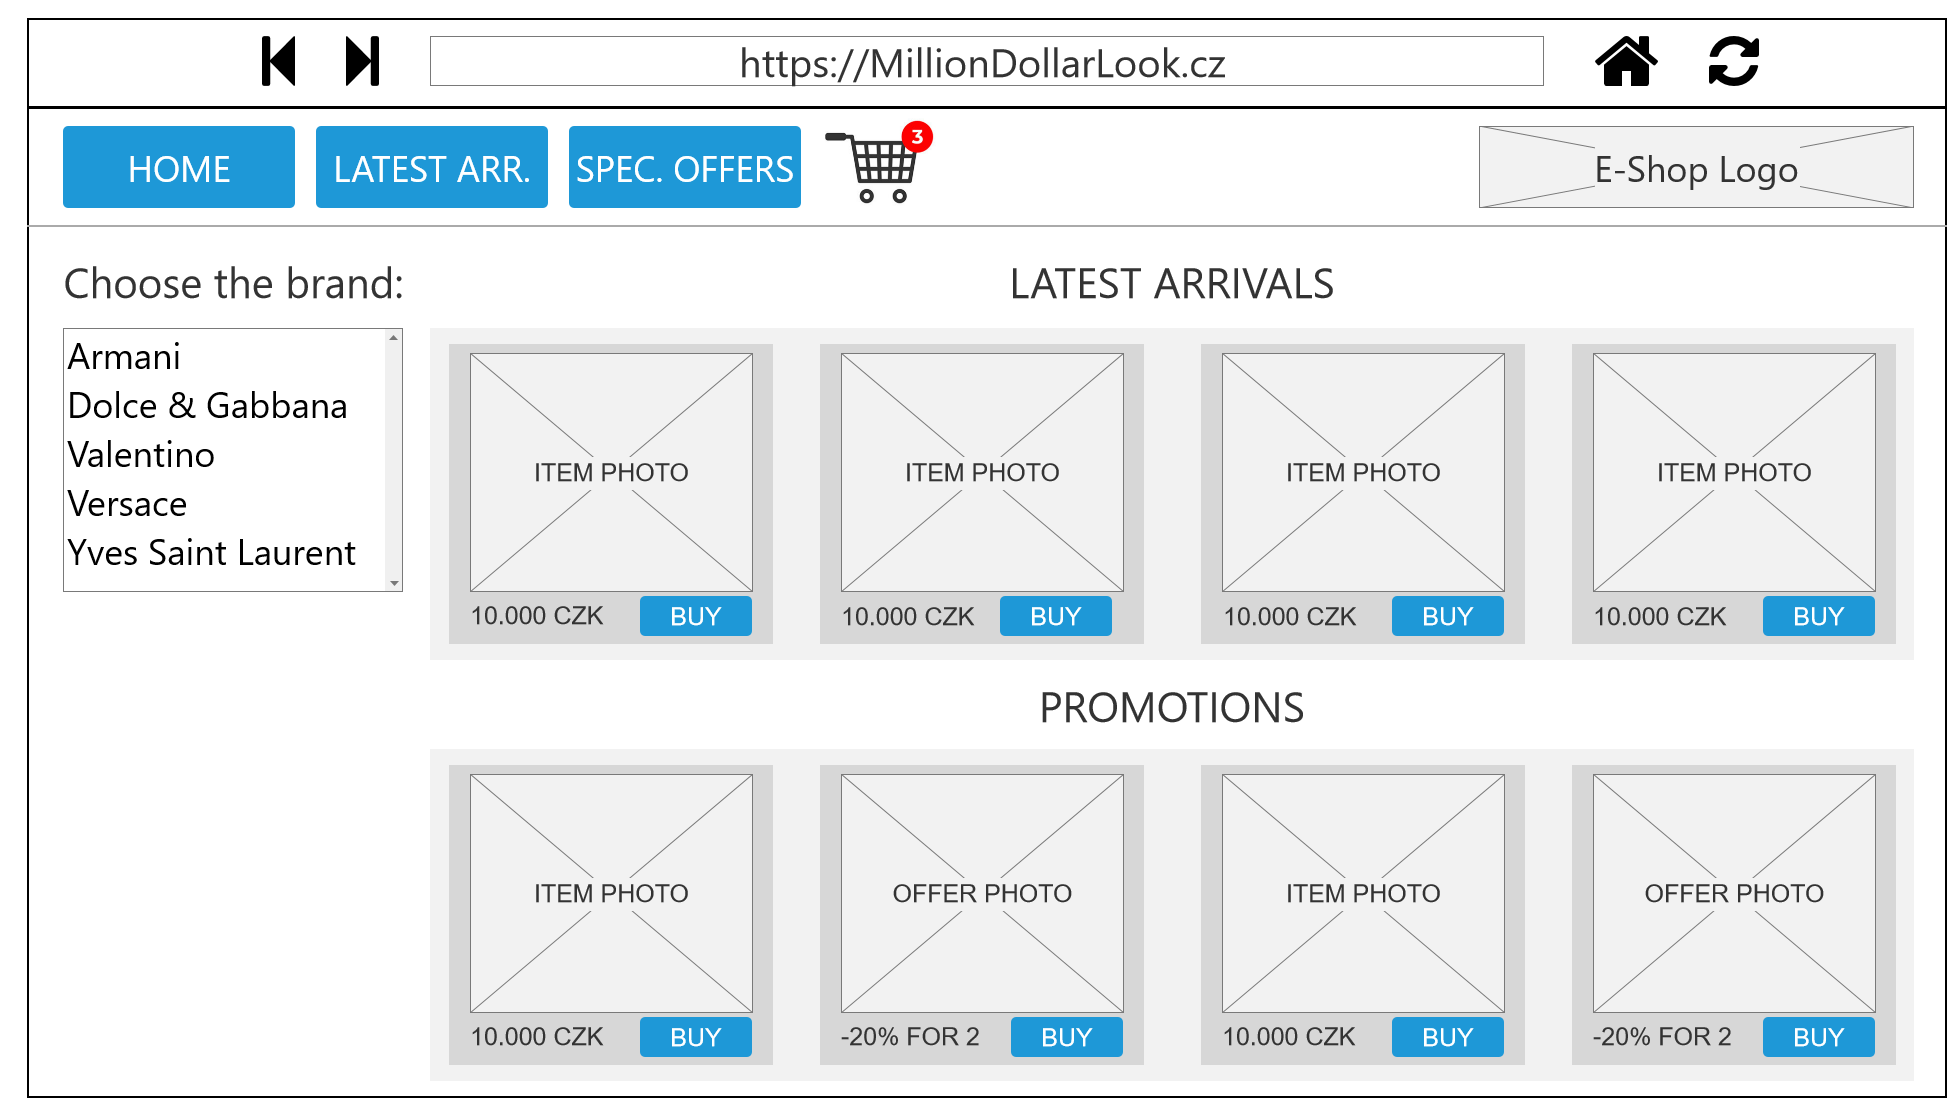 https://MillionDollarLook.cz
HOME
LATEST ARR.
SPEC. OFFERS
3
E-Shop Logo
Choose the brand:
Armani
Dolce & Gabbana
Valentino
Versace
Yves Saint Laurent
LATEST ARRIVALS
ITEM PHOTO
10.000 CZK
BUY
ITEM PHOTO
10.000 CZK
BUY
ITEM PHOTO
10.000 CZK
BUY
ITEM PHOTO
10.000 CZK
BUY
PROMOTIONS
ITEM PHOTO
10.000 CZK
BUY
OFFER PHOTO
-20% FOR 2
BUY
ITEM PHOTO
10.000 CZK
BUY
OFFER PHOTO
-20% FOR 2
BUY